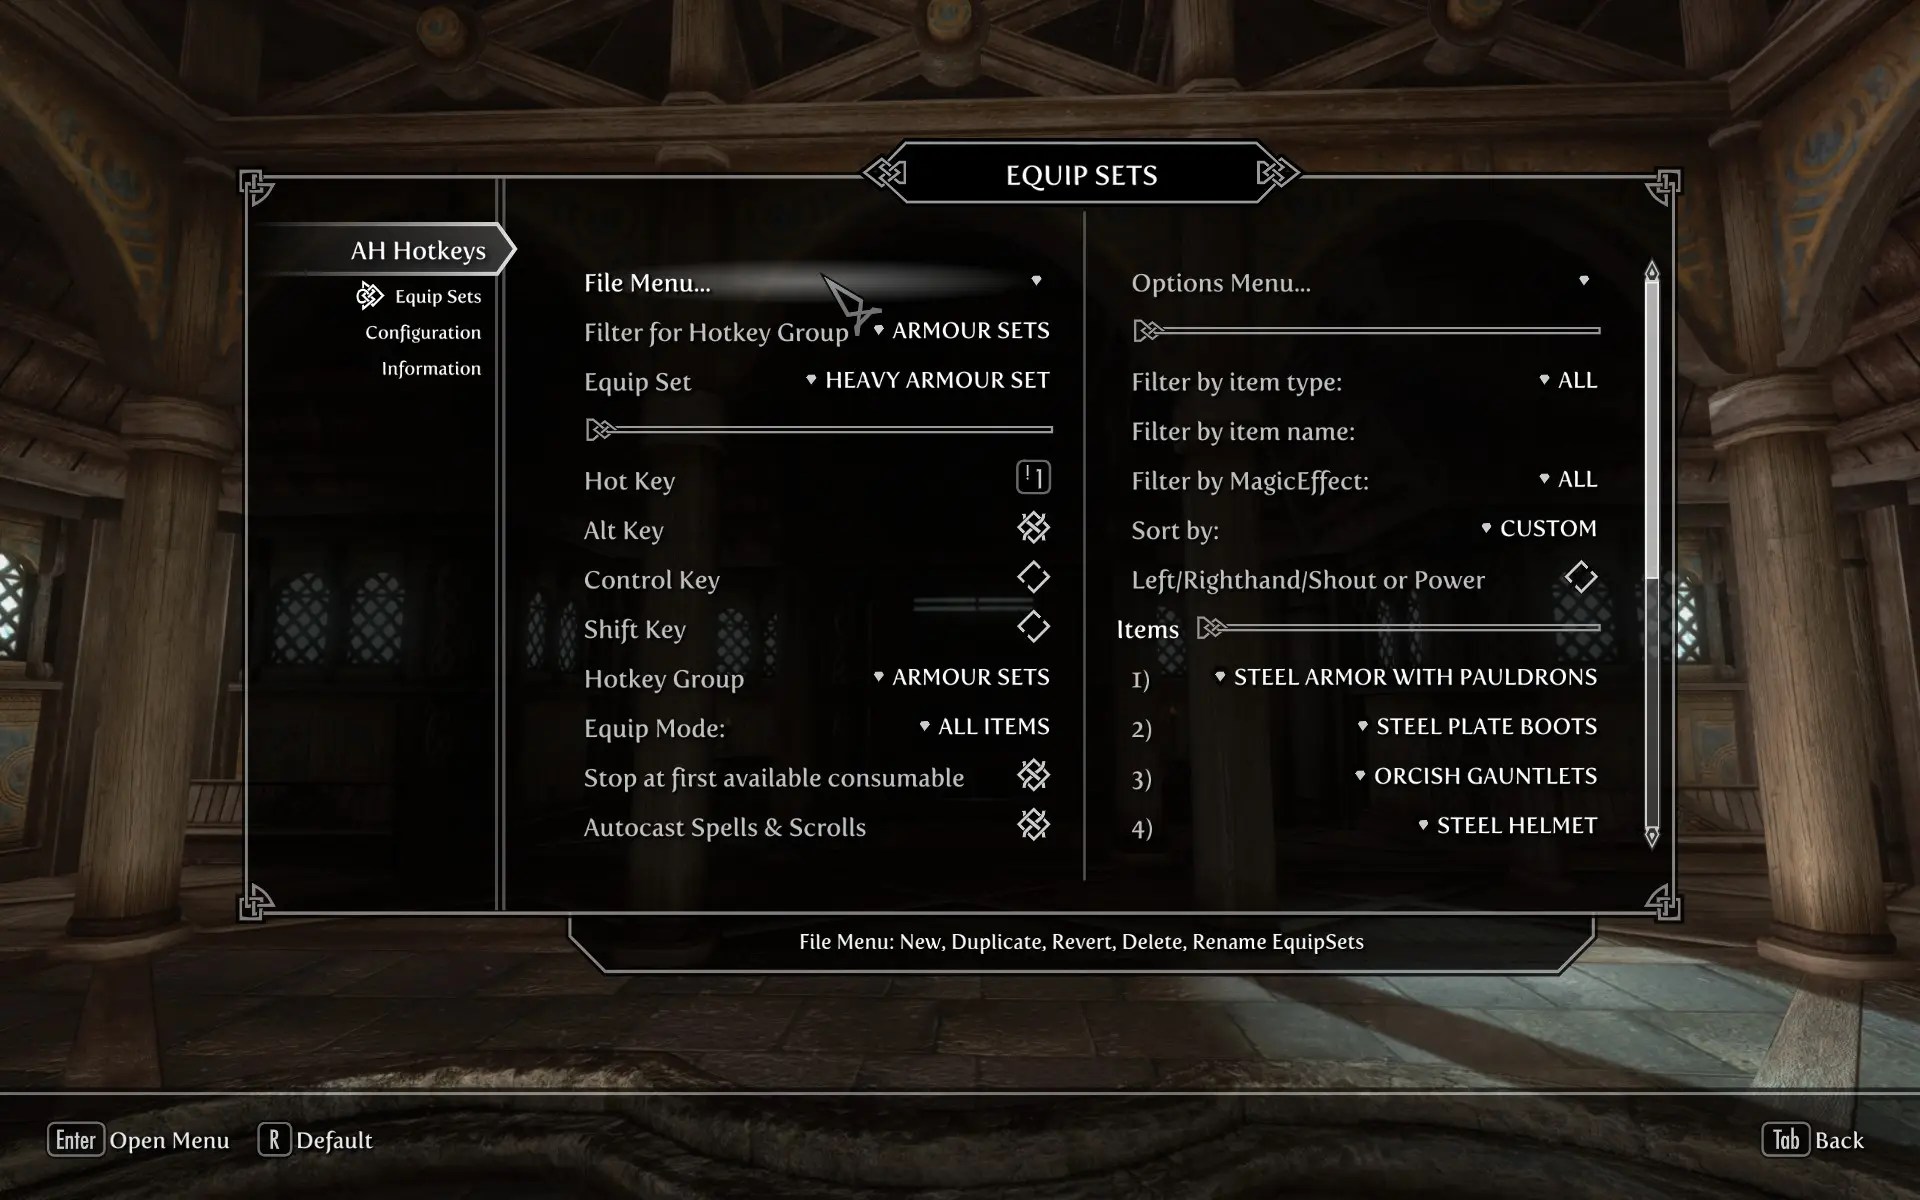 EQUIP SETS
AH Hotkeys
Equip Sets
Configuration
Information
File Menu...
Filter for Hotkey Group ARMOUR SETS
Equip Set HEAVY ARMOUR SET
Hot Key !1
Alt Key
Control Key
Shift Key
Hotkey Group ARMOUR SETS
Equip Mode: ALL ITEMS
Stop at first available consumable
Autocast Spells & Scrolls
Options Menu...
Filter by item type: ALL
Filter by item name:
Filter by MagicEffect: ALL
Sort by: CUSTOM
Left/Righthand/Shout or Power
Items
1) STEEL ARMOR WITH PAULDRONS
2) STEEL PLATE BOOTS
3) ORCISH GAUNTLETS
4) STEEL HELMET
File Menu: New, Duplicate, Revert, Delete, Rename EquipSets
Enter Open Menu R Default Tab Back